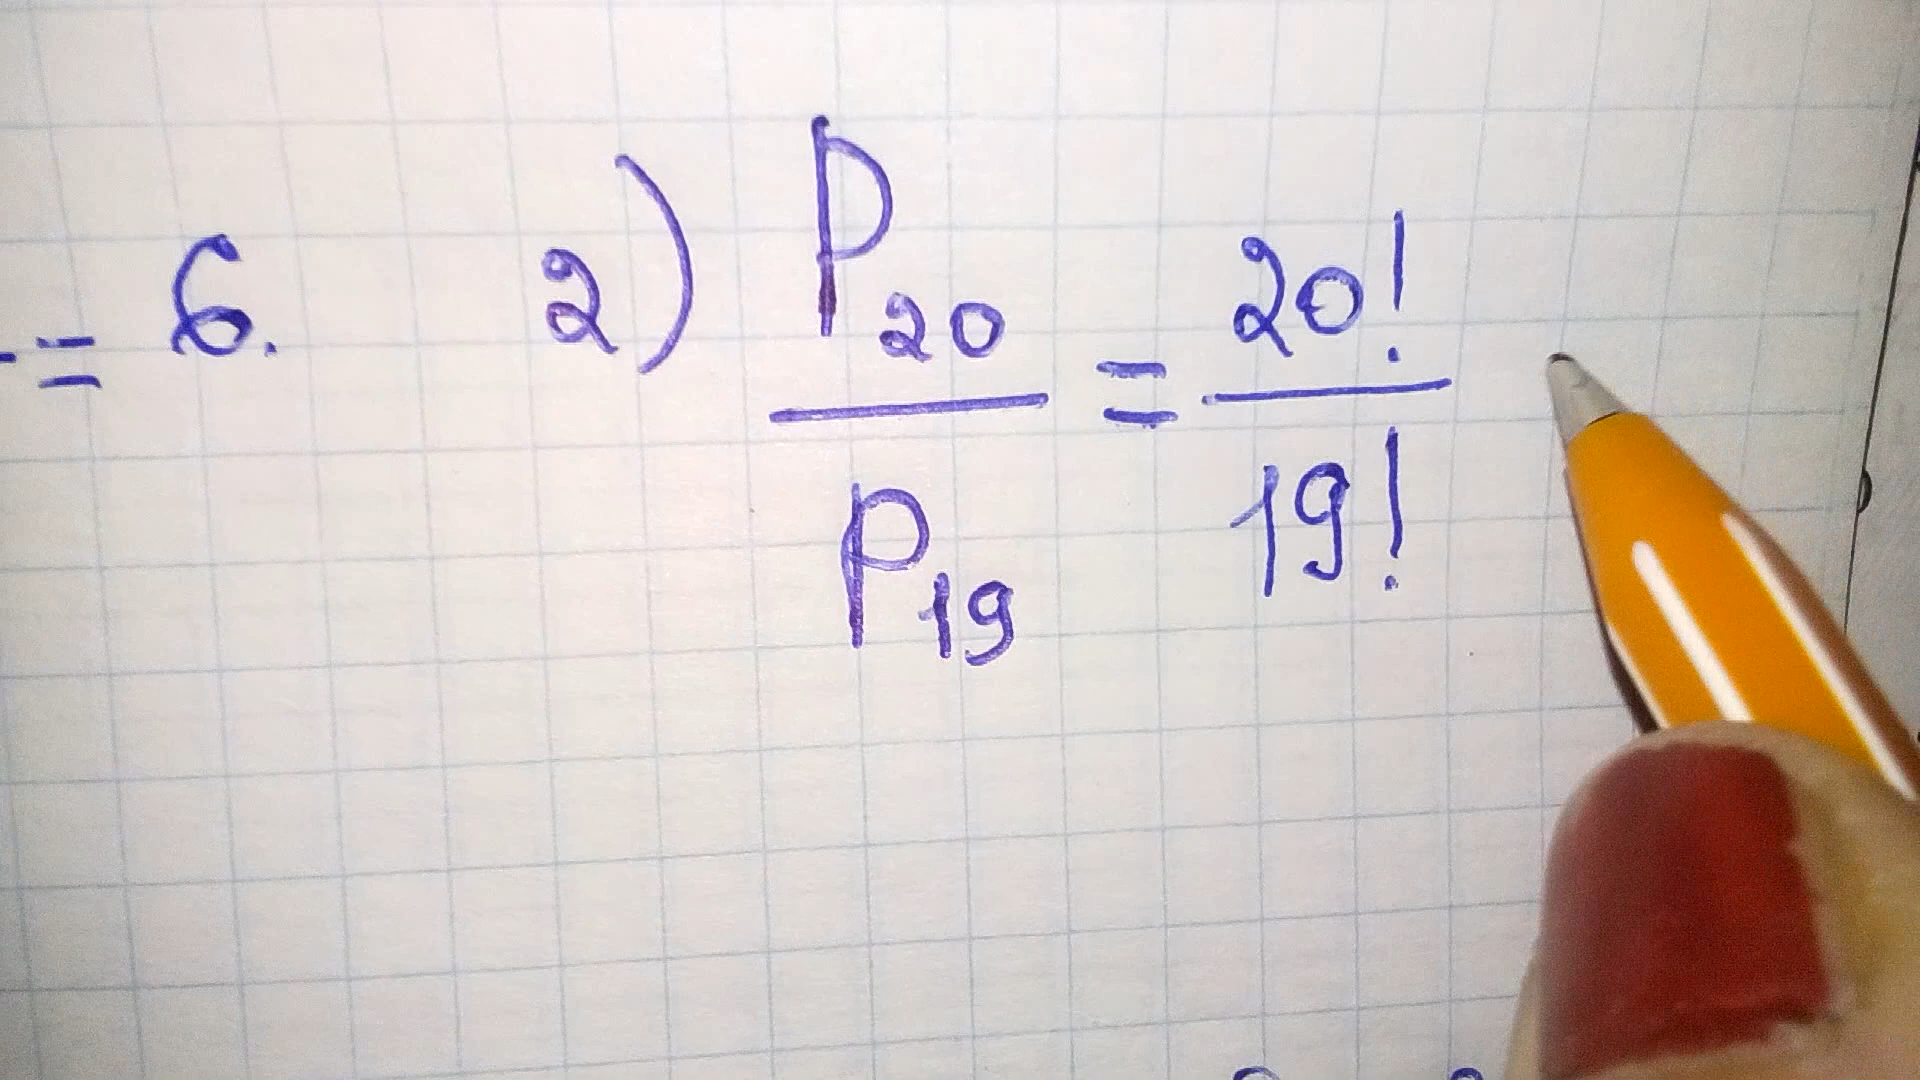 = 6. 2) P₂₀ / P₁₉ = 20! / 19!